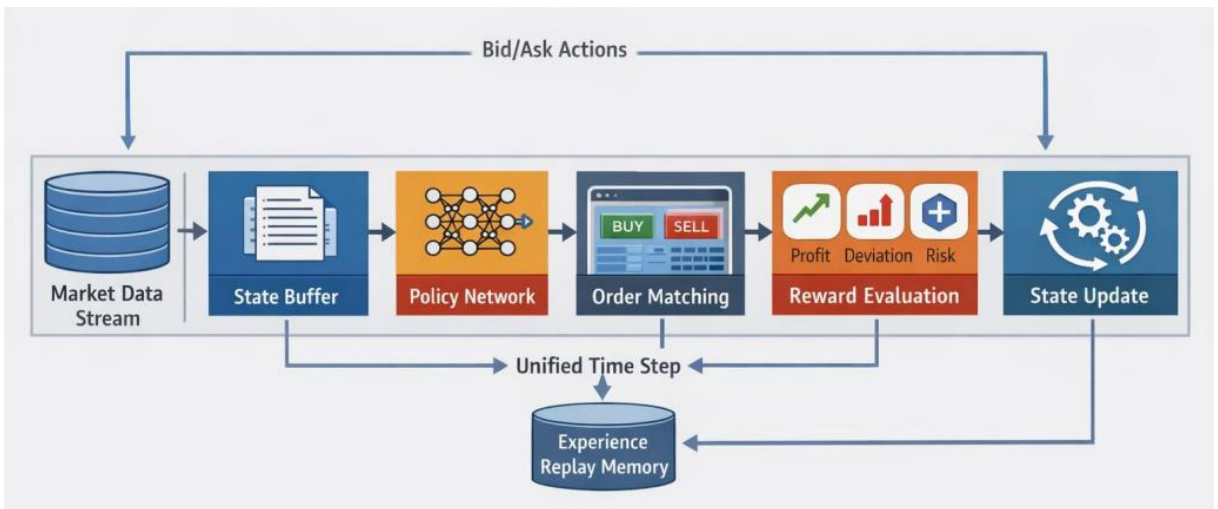 Bid/Ask Actions
Market Data
Stream
State Buffer
Policy Network
BUY
SELL
Order Matching
Profit
Deviation
Risk
Reward Evaluation
State Update
Unified Time Step
Experience
Replay Memory